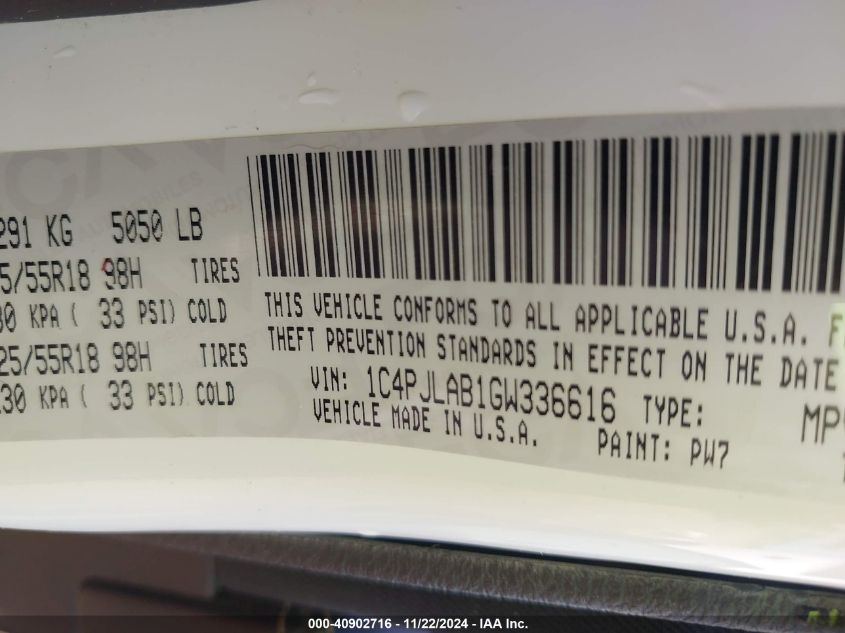 291 KG 5050 LB
5/55R18 98H TIRES
30 KPA ( 33 PSI) COLD
25/55R18 98H TIRES
230 KPA ( 33 PSI) COLD
THIS VEHICLE CONFORMS TO ALL APPLICABLE U.S.A. F
THEFT PREVENTION STANDARDS IN EFFECT ON THE DATE
VIN: 1C4PJLAB1GW336616 TYPE: MP
VEHICLE MADE IN U.S.A. PAINT: PW7
000-40902716 - 11/22/2024 - IAA Inc.